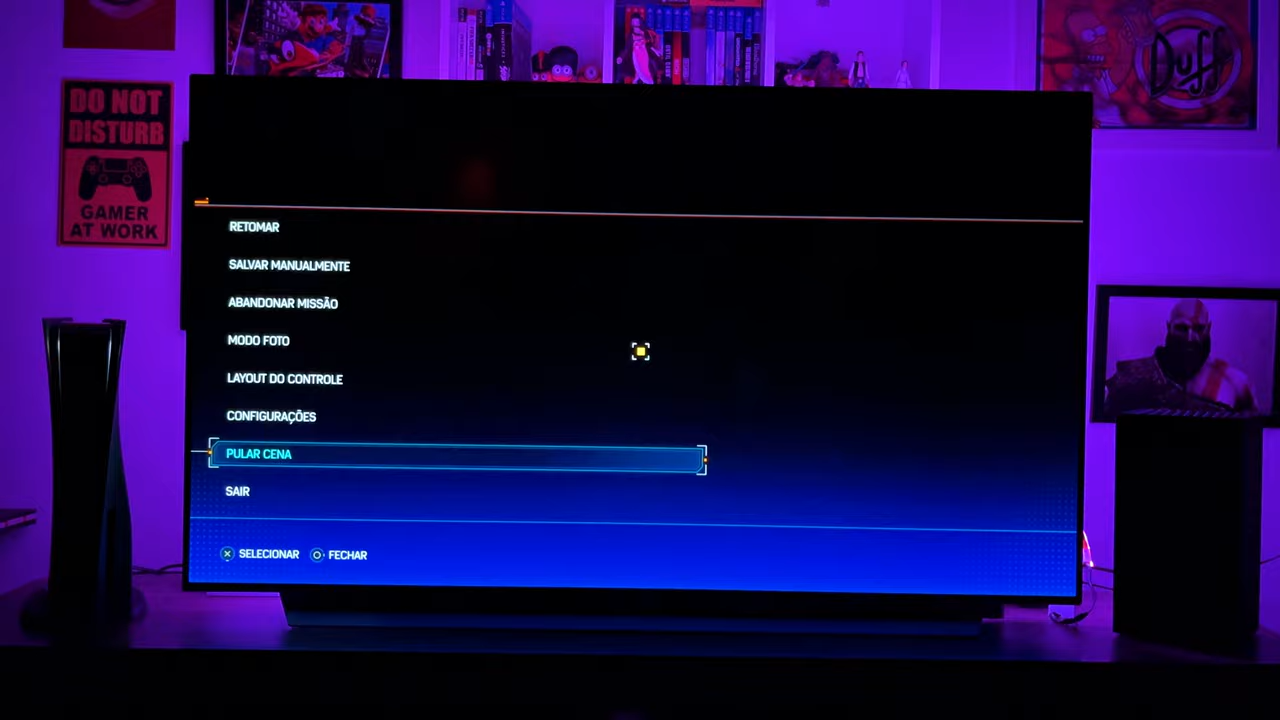 DO NOT
DISTURB
GAMER
AT WORK
Duff
RETOMAR
SALVAR MANUALMENTE
ABANDONAR MISSÃO
MODO FOTO
LAYOUT DO CONTROLE
CONFIGURAÇÕES
PULAR CENA
SAIR
SELECIONAR FECHAR